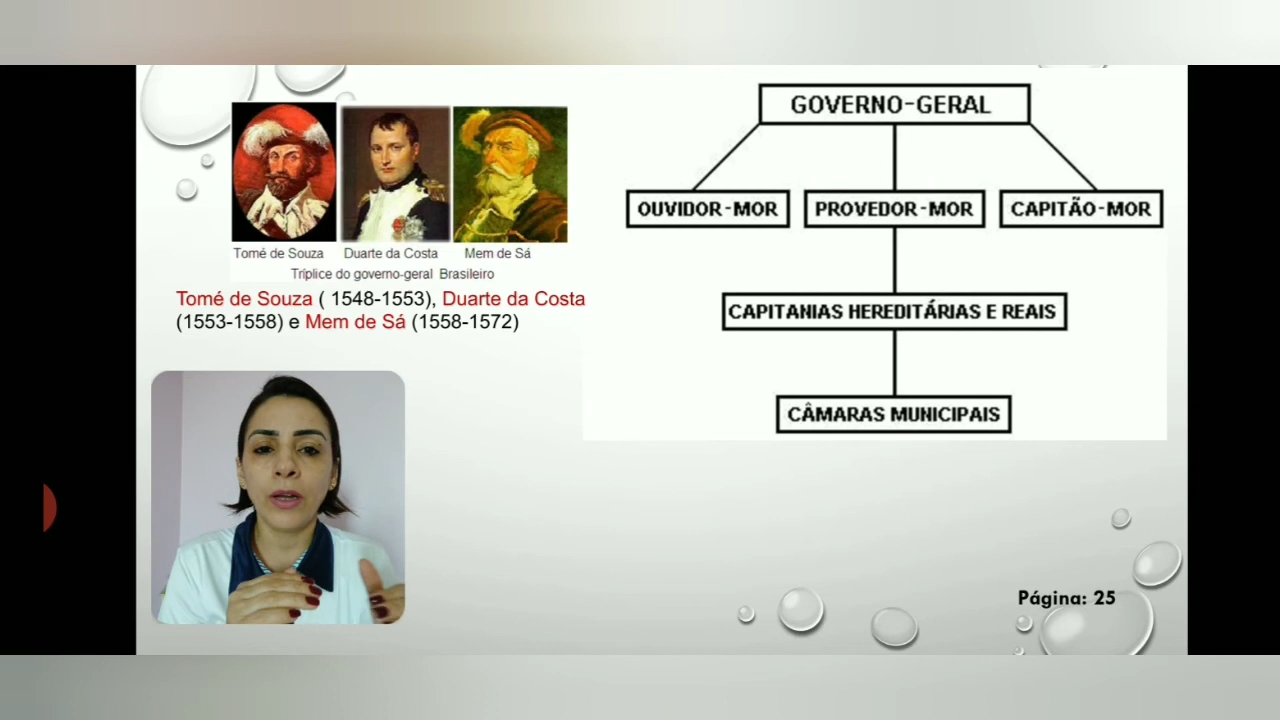 Tomé de Souza Duarte da Costa Mem de Sá
Tríplice do governo-geral Brasileiro
Tomé de Souza ( 1548-1553), Duarte da Costa
(1553-1558) e Mem de Sá (1558-1572)
GOVERNO-GERAL
OUVIDOR-MOR PROVEDOR-MOR CAPITÃO-MOR
CAPITANIAS HEREDITÁRIAS E REAIS
CÂMARAS MUNICIPAIS
Página: 25